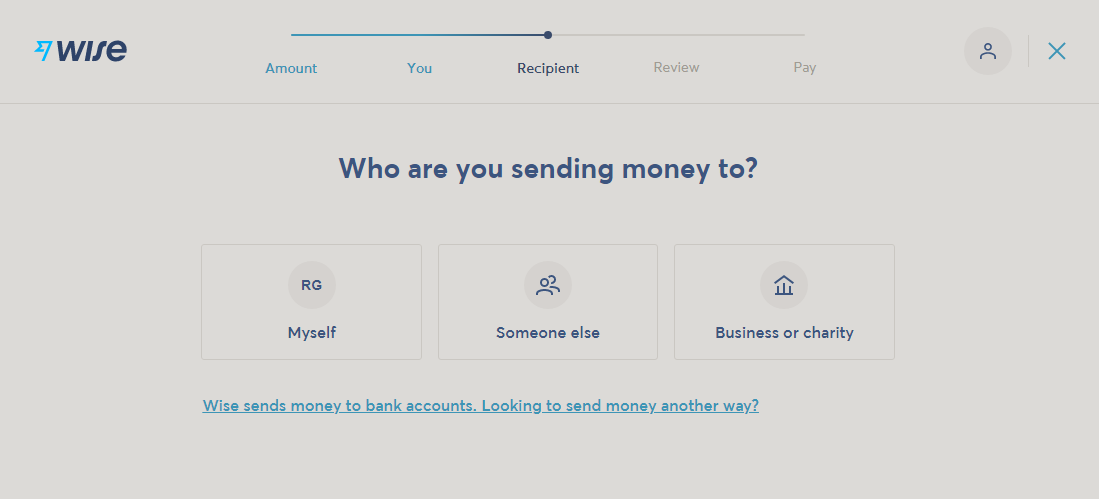 wise
Amount You Recipient Review Pay
Who are you sending money to?
RG
Myself Someone else Business or charity
Wise sends money to bank accounts. Looking to send money another way?